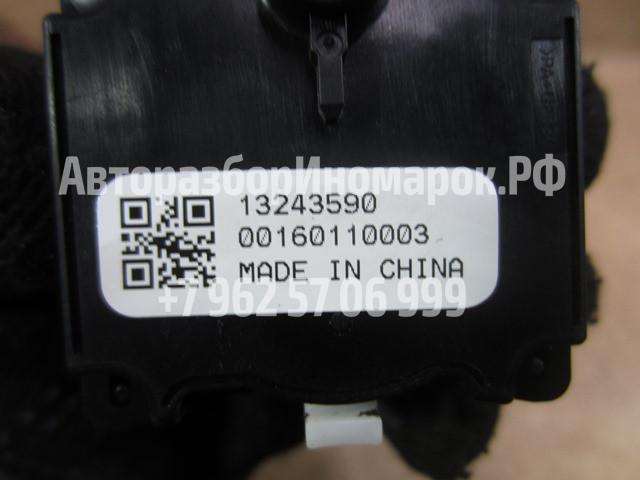 АвторазборИномарок.РФ
13243590
00160110003
MADE IN CHINA
+7 962 57 06 999